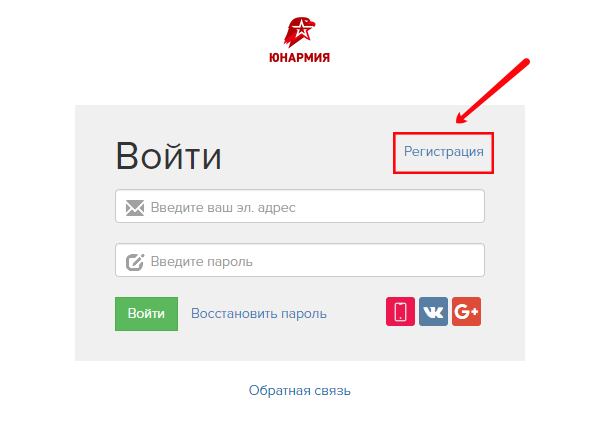 ЮНАРМИЯ
Войти
Регистрация
Введите ваш эл. адрес
Введите пароль
Войти
Восстановить пароль
G+
Обратная связь